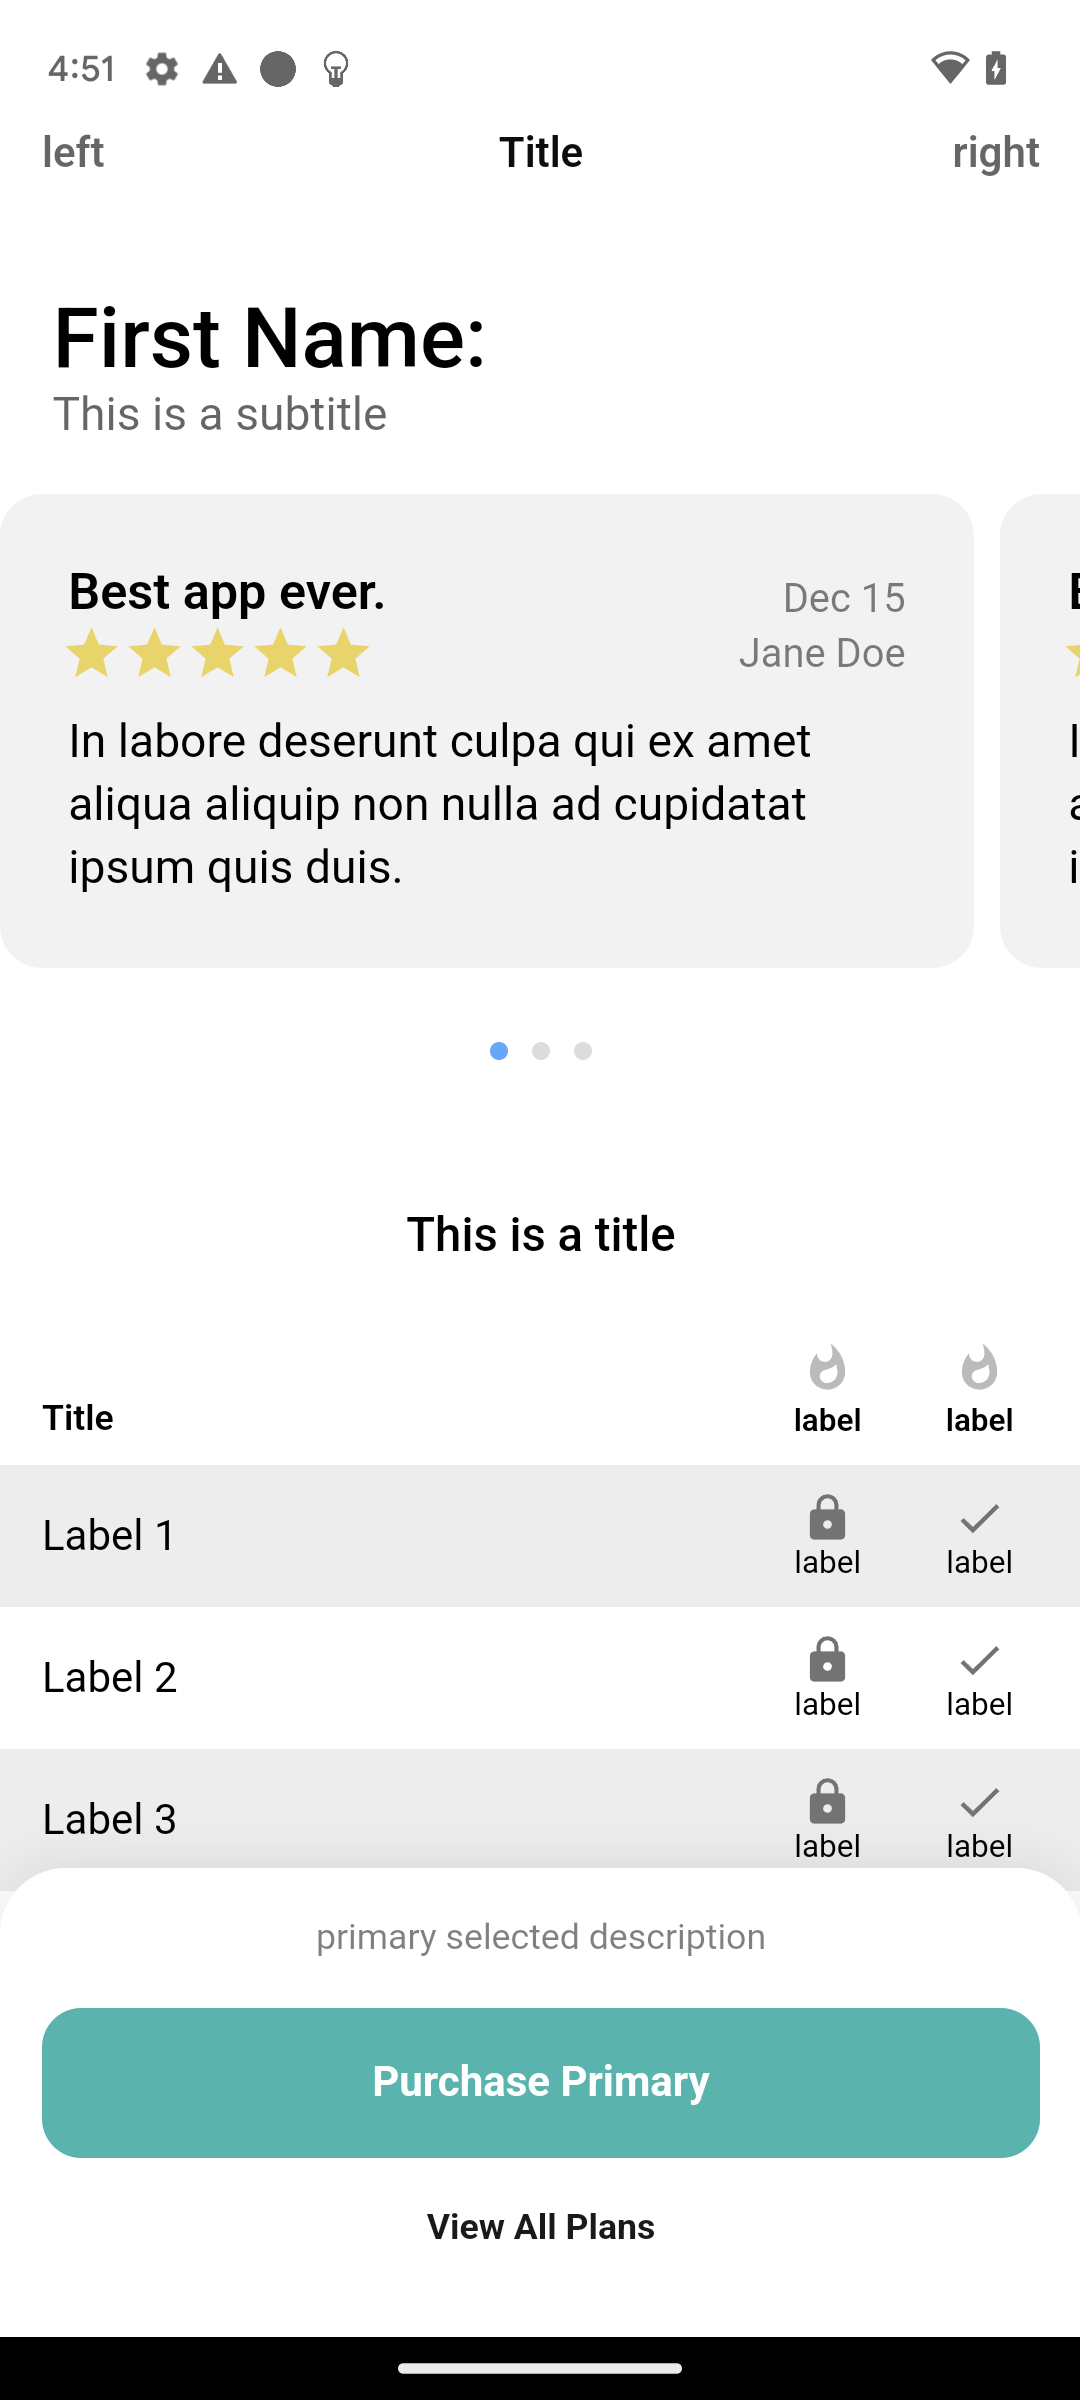 4:51
left Title right
First Name:
This is a subtitle
Best app ever.
Dec 15
Jane Doe
In labore deserunt culpa qui ex amet
aliqua aliquip non nulla ad cupidatat
ipsum quis duis.
This is a title
Title label label
Label 1 label label
Label 2 label label
Label 3 label label
primary selected description
Purchase Primary
View All Plans